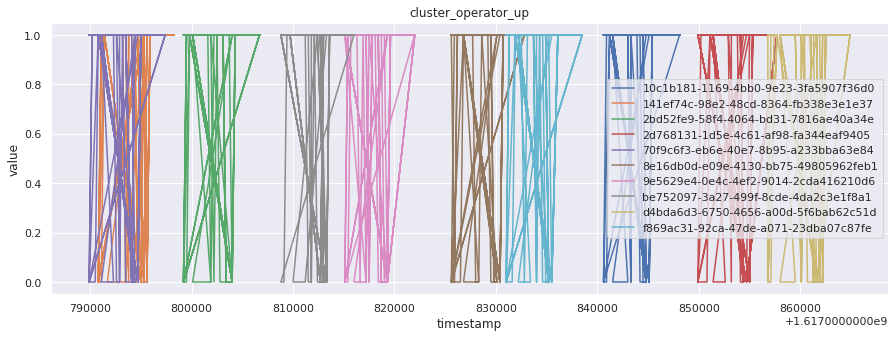 cluster_operator_up
value
1.0
0.8
0.6
0.4
0.2
0.0
10c1b181-1169-4bb0-9e23-3fa5907f36d0
141ef74c-98e2-48cd-8364-fb338e3e1e37
2bd52fe9-58f4-4064-bd31-7816ae40a34e
2d768131-1d5e-4c61-af98-fa344eaf9405
70f9c6f3-eb6e-40e7-8b95-a233bba63e84
8e16db0d-e09e-4130-bb75-49805962feb1
9e5629e4-0e4c-4ef2-9014-2cda416210d6
be752097-3a27-499f-8cde-4da2c3e1f8a1
d4bda6d3-6750-4656-a00d-5f6bab62c51d
f869ac31-92ca-47de-a071-23dba07c87fe
790000 800000 810000 820000 830000 840000 850000 860000
timestamp
+1.6170000000e9